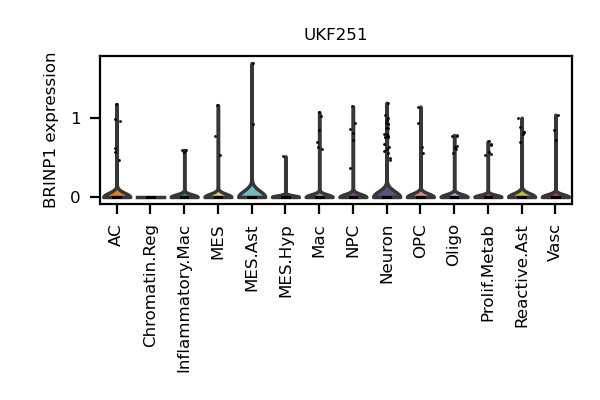 UKF251
BRINP1 expression
1
0
AC
Chromatin.Reg
Inflammatory.Mac
MES
MES.Ast
MES.Hyp
Mac
NPC
Neuron
OPC
Oligo
Prolif.Metab
Reactive.Ast
Vasc